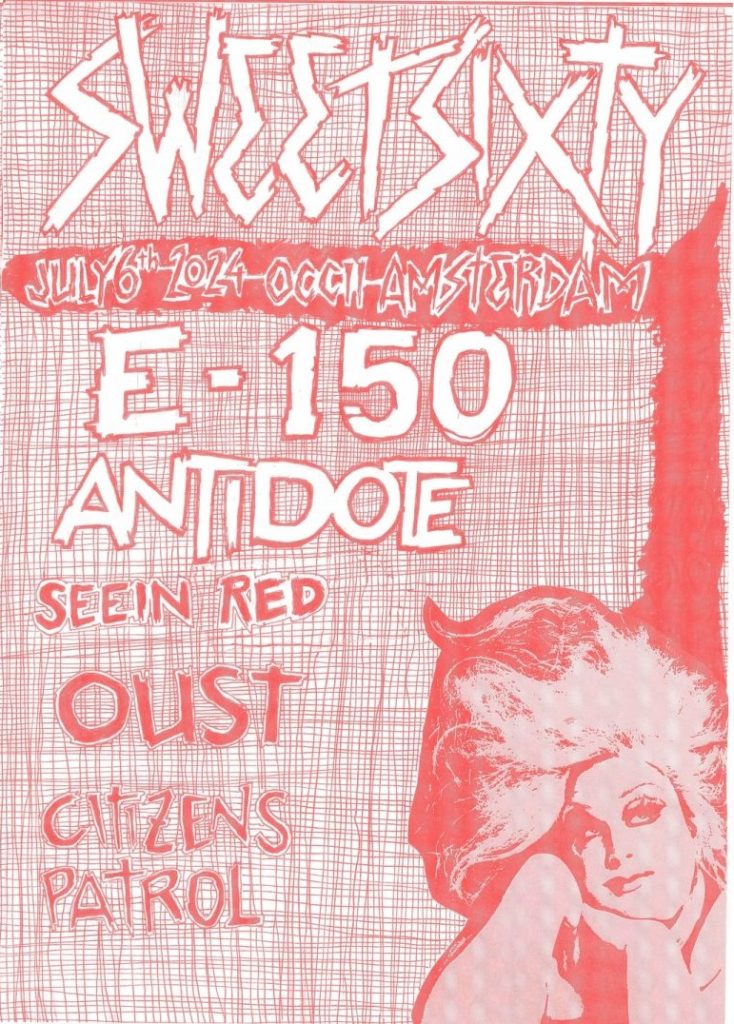 SWEETSIXTY
JULY 6th 2024 OCCII AMSTERDAM
E-150
ANTIDOTE
SEEIN RED
OUST
CITIZENS
PATROL